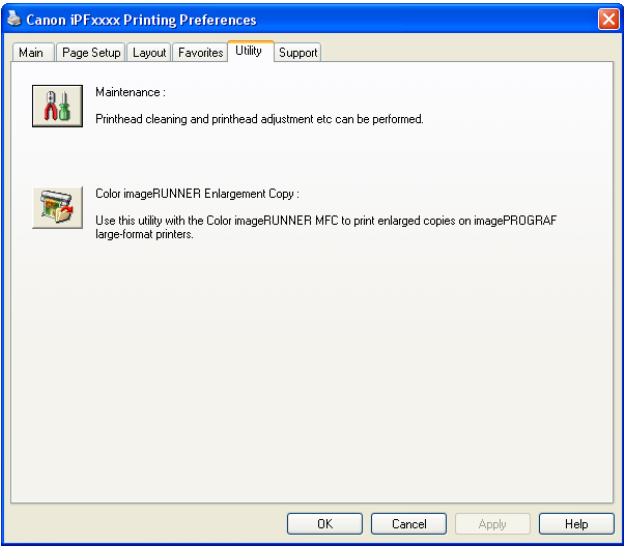 Canon iPFxxxx Printing Preferences
Main Page Setup Layout Favorites Utility Support
Maintenance :
Printhead cleaning and printhead adjustment etc can be performed.
Color imageRUNNER Enlargement Copy :
Use this utility with the Color imageRUNNER MFC to print enlarged copies on imagePROGRAF
large-format printers.
OK Cancel Apply Help